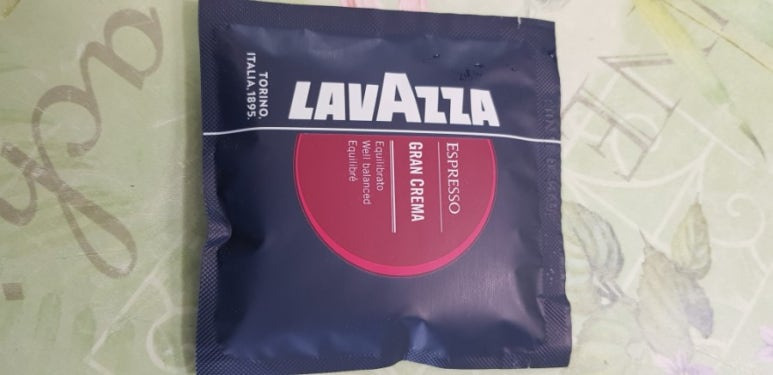 LAVAZZA
TORINO,
ITALIA, 1895.
ESPRESSO
GRAN CREMA
Equilibrato
Well balanced
Equilibré